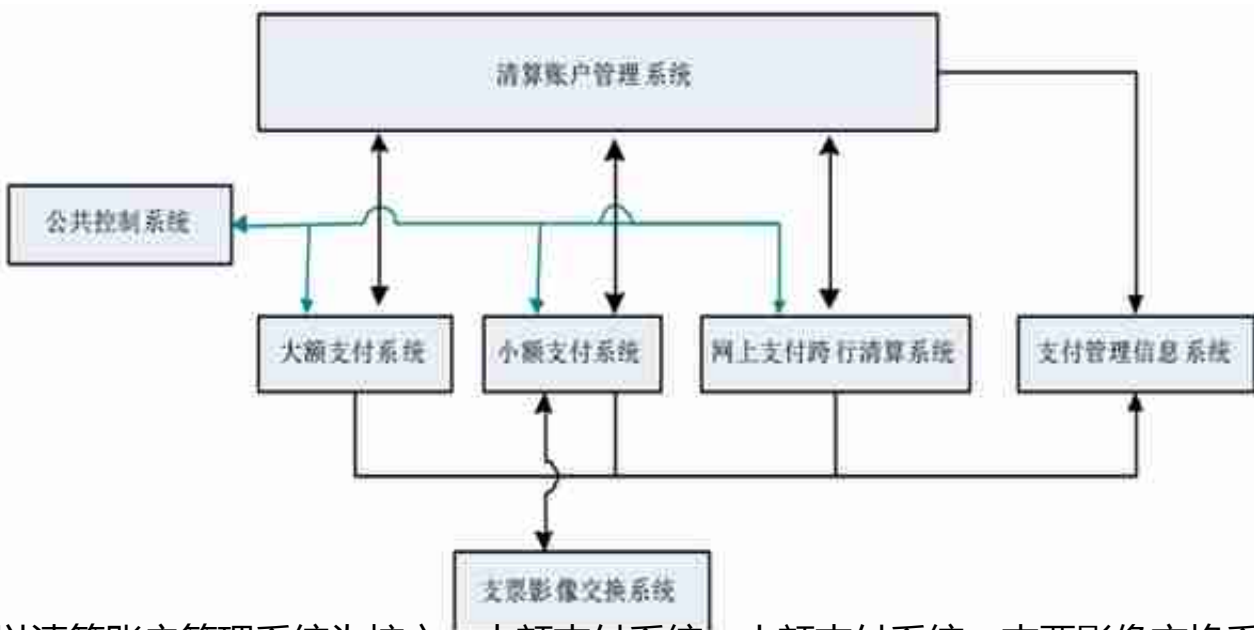 清算账户管理系统
公共控制系统
大额支付系统
小额支付系统
网上支付跨行清算系统
支付管理信息系统
支票影像交换系统